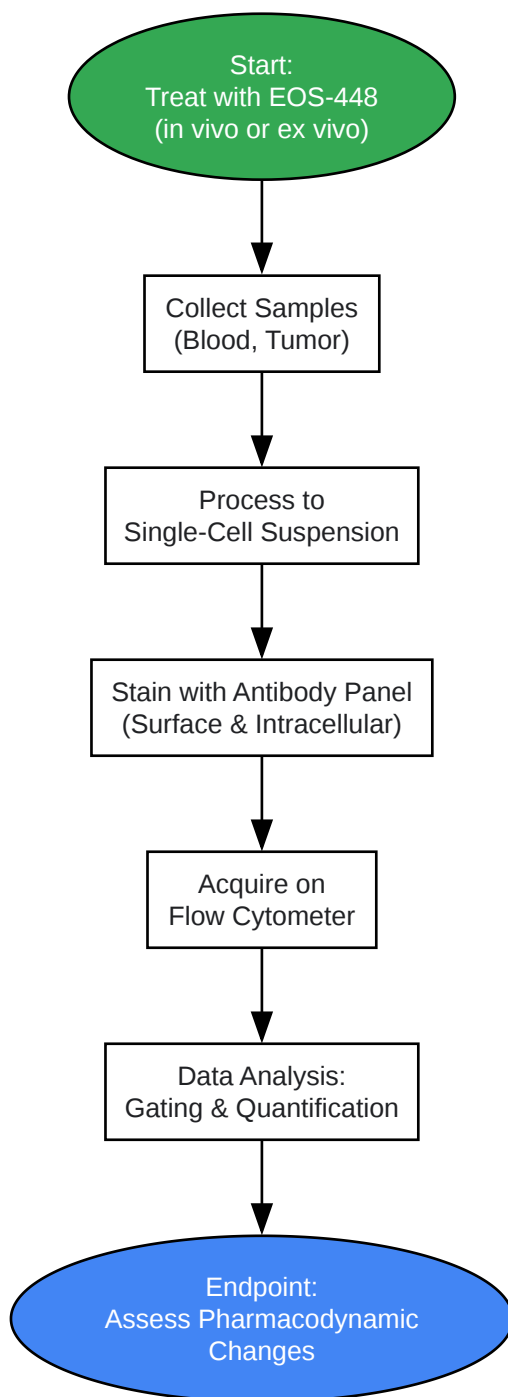 Start:
Treat with EOS-448
(in vivo or ex vivo)
Collect Samples
(Blood, Tumor)
Process to
Single-Cell Suspension
Stain with Antibody Panel
(Surface & Intracellular)
Acquire on
Flow Cytometer
Data Analysis:
Gating & Quantification
Endpoint:
Assess Pharmacodynamic
Changes